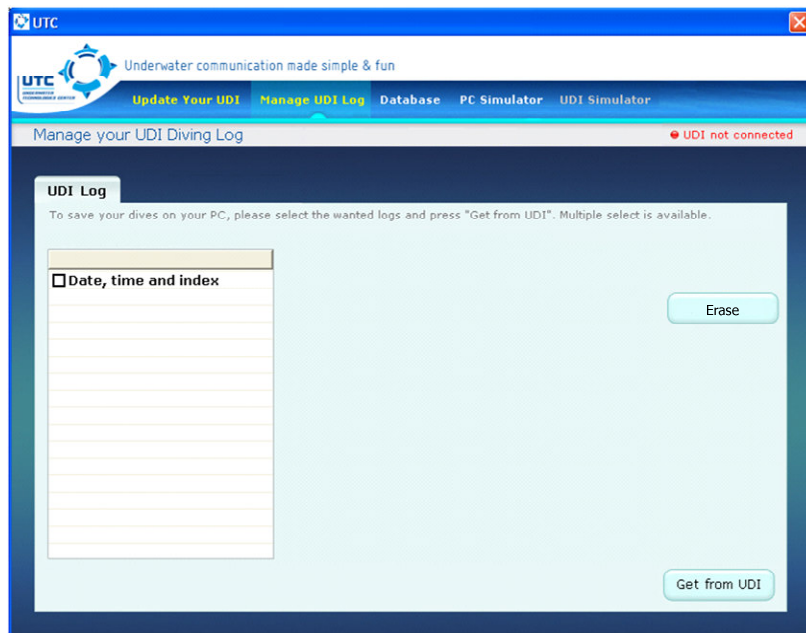 UTC
Underwater communication made simple & fun
UTC
UNDERWATER
TECHNOLOGIES CENTER
Update Your UDI Manage UDI Log Database PC Simulator UDI Simulator
Manage your UDI Diving Log UDI not connected
UDI Log
To save your dives on your PC, please select the wanted logs and press "Get from UDI". Multiple select is available.
Date, time and index
Erase
Get from UDI